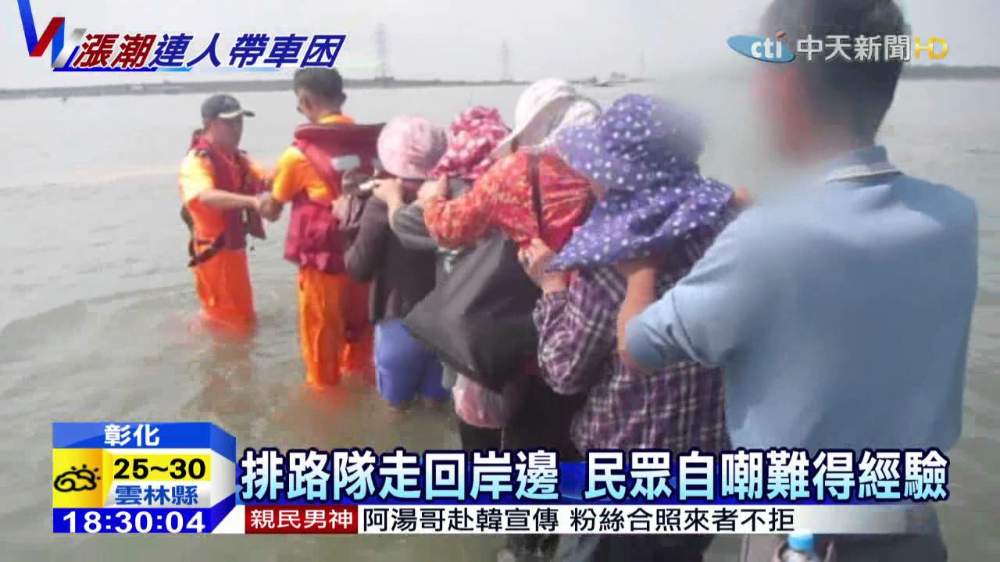 漲潮連人帶車困
cti 中天新聞HD
彰化
25~30
雲林縣
18:30:04
排路隊走回岸邊 民眾自嘲難得經驗
親民男神 阿湯哥赴韓宣傳 粉絲合照來者不拒